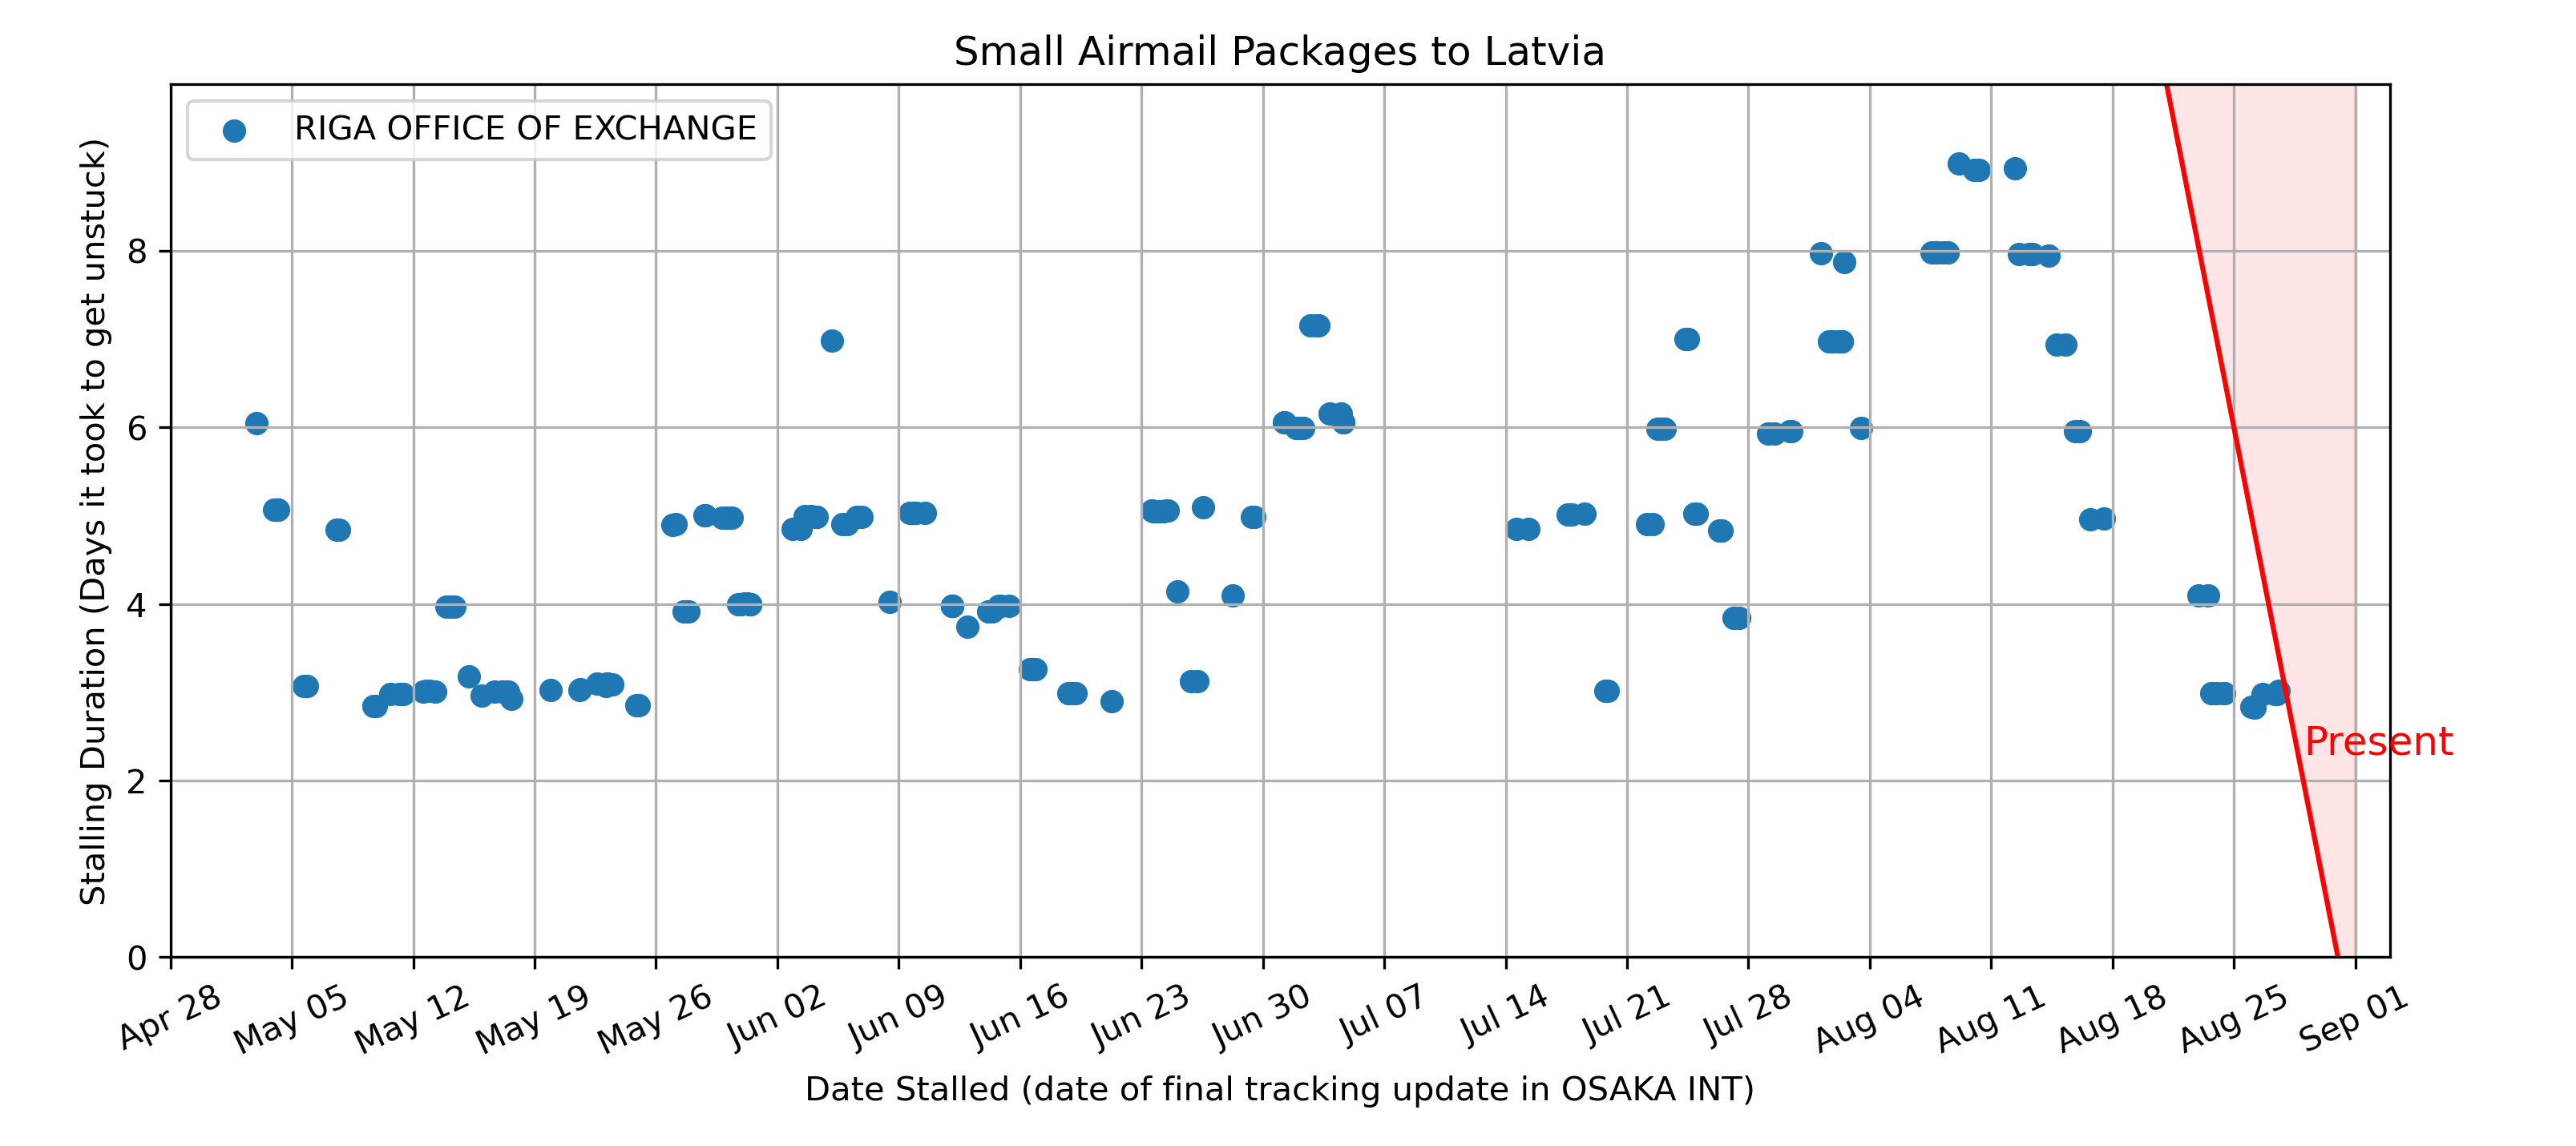 Small Airmail Packages to Latvia
RIGA OFFICE OF EXCHANGE
Stalling Duration (Days it took to get unstuck)
8
6
4
2
0
Present
Apr 28
May 05
May 12
May 19
May 26
Jun 02
Jun 09
Jun 16
Jun 23
Jun 30
Jul 07
Jul 14
Jul 21
Jul 28
Aug 04
Aug 11
Aug 18
Aug 25
Sep 01
Date Stalled (date of final tracking update in OSAKA INT)